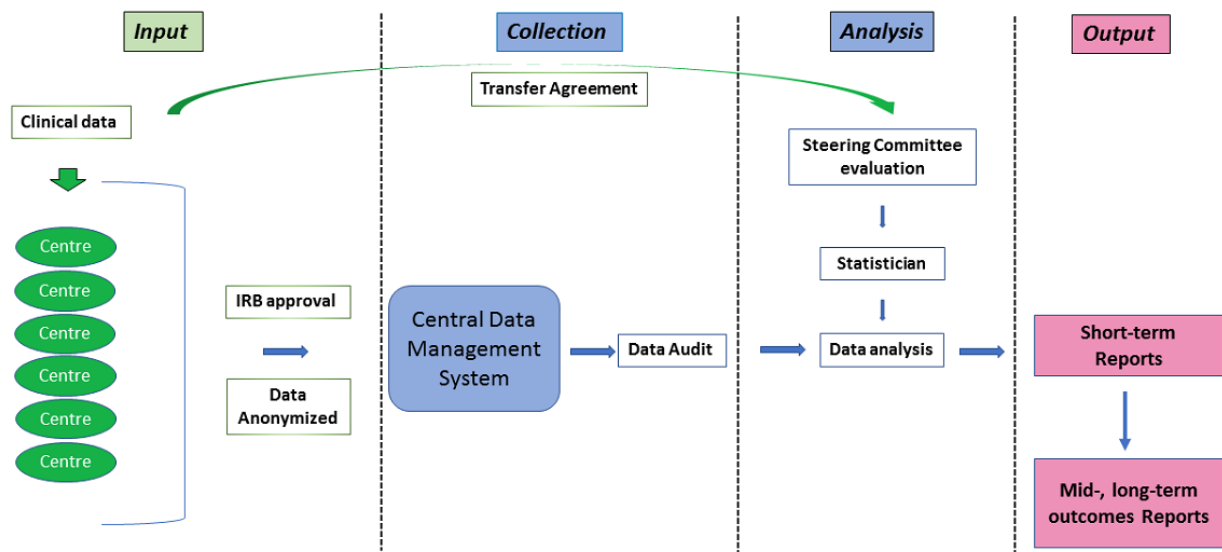 Input
Collection
Analysis
Output
Transfer Agreement
Clinical data
Steering Committee
evaluation
Centre
Centre
Centre
Centre
Centre
Centre
IRB approval
Data
Anonymized
Central Data
Management
System
Data Audit
Statistician
Data analysis
Short-term
Reports
Mid-, long-term
outcomes Reports